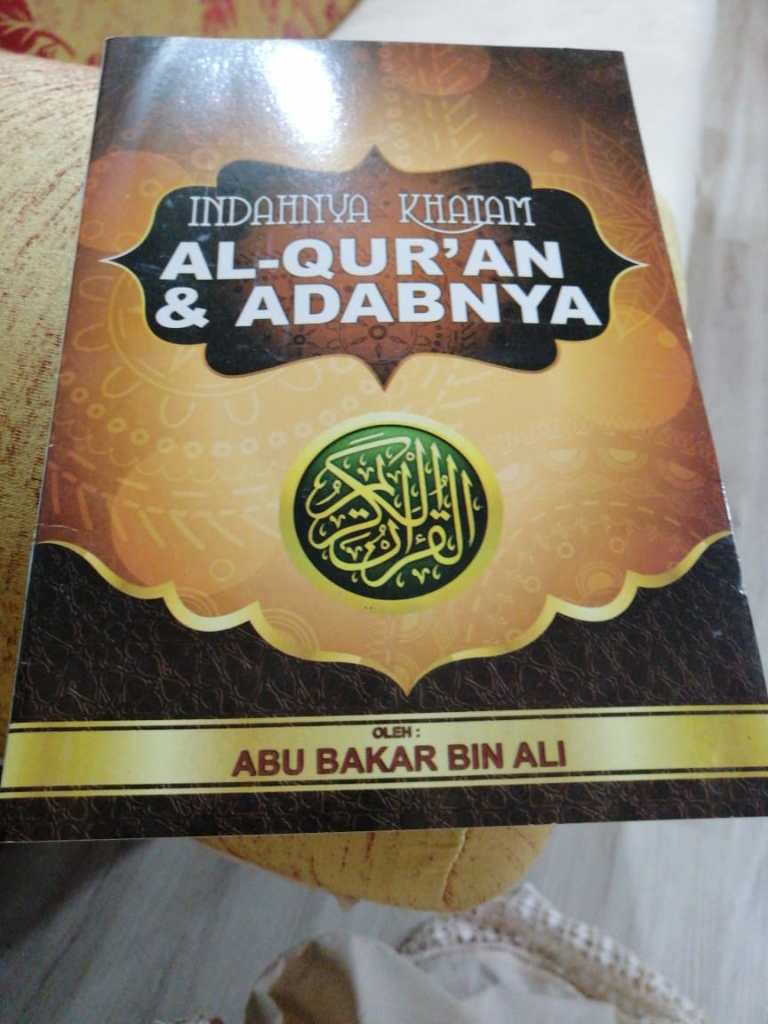 INDAHNYA KHATAM
AL-QUR'AN
& ADABNYA
القرآن الكريم
OLEH :
ABU BAKAR BIN ALI